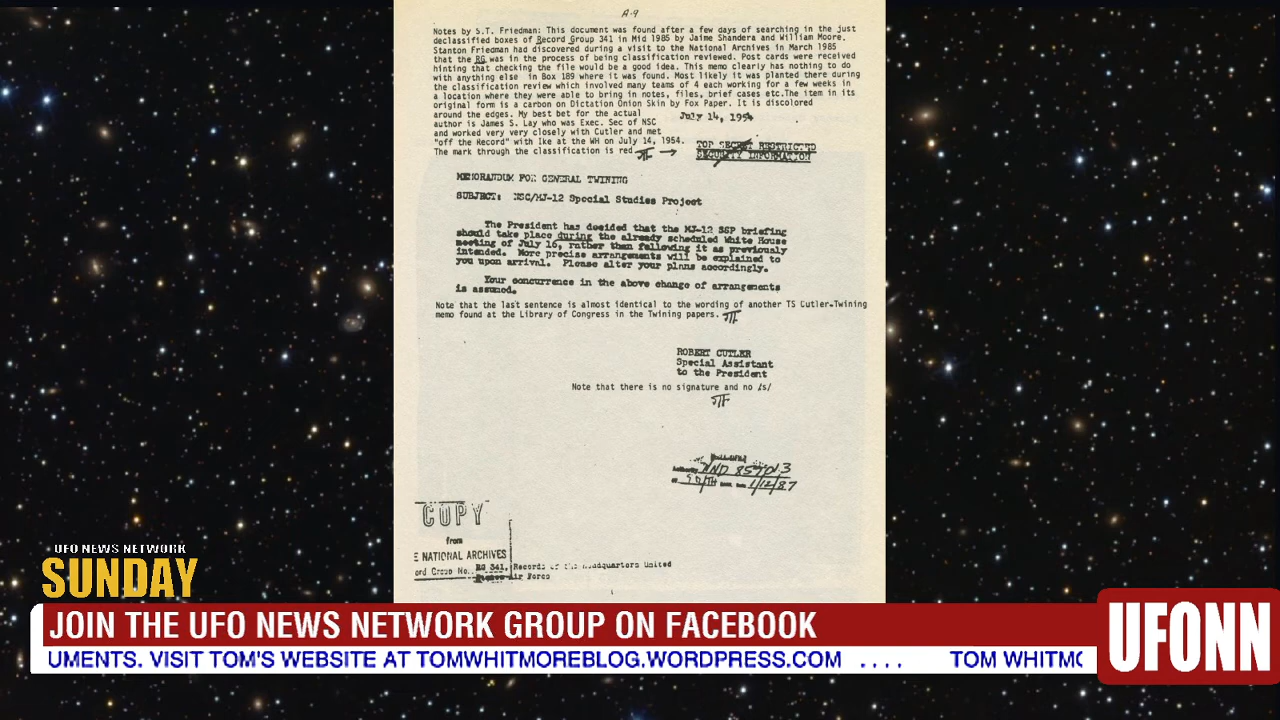 A-9
Notes by S.T. Friedman: This document was found after a few days of searching in the just
declassified boxes of Record Group 341 in Mid 1985 by Jaime Shandera and William Moore.
Stanton Friedman had discovered during a visit to the National Archives in March 1985
that the RG was in the process of being classification reviewed. Post cards were received
hinting that checking the file would be a good idea. This memo clearly has nothing to do
with anything else in Box 189 where it was found. Most likely it was planted there during
the classification review which involved many teams of 4 each working for a few weeks in
a location where they were able to bring in notes, files, brief cases etc.The item in its
original form is a carbon on Dictation Onion Skin by Fox Paper. It is discolored
around the edges. My best bet for the actual
author is James S. Lay who was Exec. Sec of NSC
and worked very very closely with Cutler and met
"off the Record" with Ike at the WH on July 14, 1954.
The mark through the classification is red
July 14, 1954
TOP SECRET RESTRICTED
SECURITY INFORMATION
MEMORANDUM FOR GENERAL TWINING
SUBJECT: NSC/MJ-12 Special Studies Project
The President has decided that the MJ-12 SSP briefing
should take place during the already scheduled White House
meeting of July 16, rather than following it as previously
intended. More precise arrangements will be explained to
you upon arrival. Please alter your plans accordingly.
Your concurrence in the above change of arrangements
is assumed.
Note that the last sentence is almost identical to the wording of another TS Cutler-Twining
memo found at the Library of Congress in the Twining papers.
ROBERT CUTLER
Special Assistant
to the President
Note that there is no signature and no /s/
Authority NND 857013
1/12/87
COPY
from
E NATIONAL ARCHIVES
ord Group No. RG 341, Records of the Headquarters United
Air Force
UFO NEWS NETWORK
SUNDAY
JOIN THE UFO NEWS NETWORK GROUP ON FACEBOOK
UFONN
UMENTS. VISIT TOM'S WEBSITE AT TOMWHITMOREBLOG.WORDPRESS.COM .... TOM WHITMO